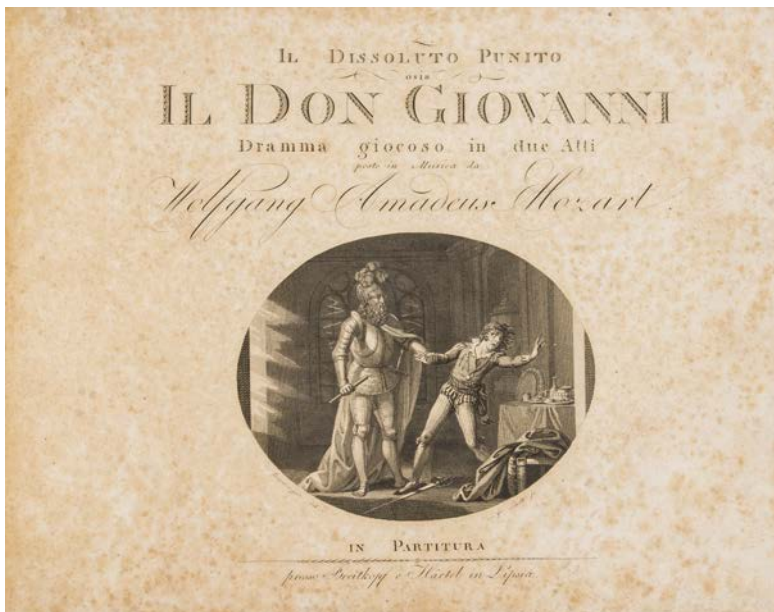 IL DISSOLUTO PUNITO
osia
IL DON GIOVANNI
Dramma giocoso in due Atti
posto in Musica da
Wolfgang Amadeus Mozart.
IN PARTITURA
presso Breitkopf e Härtel in Lipsia.